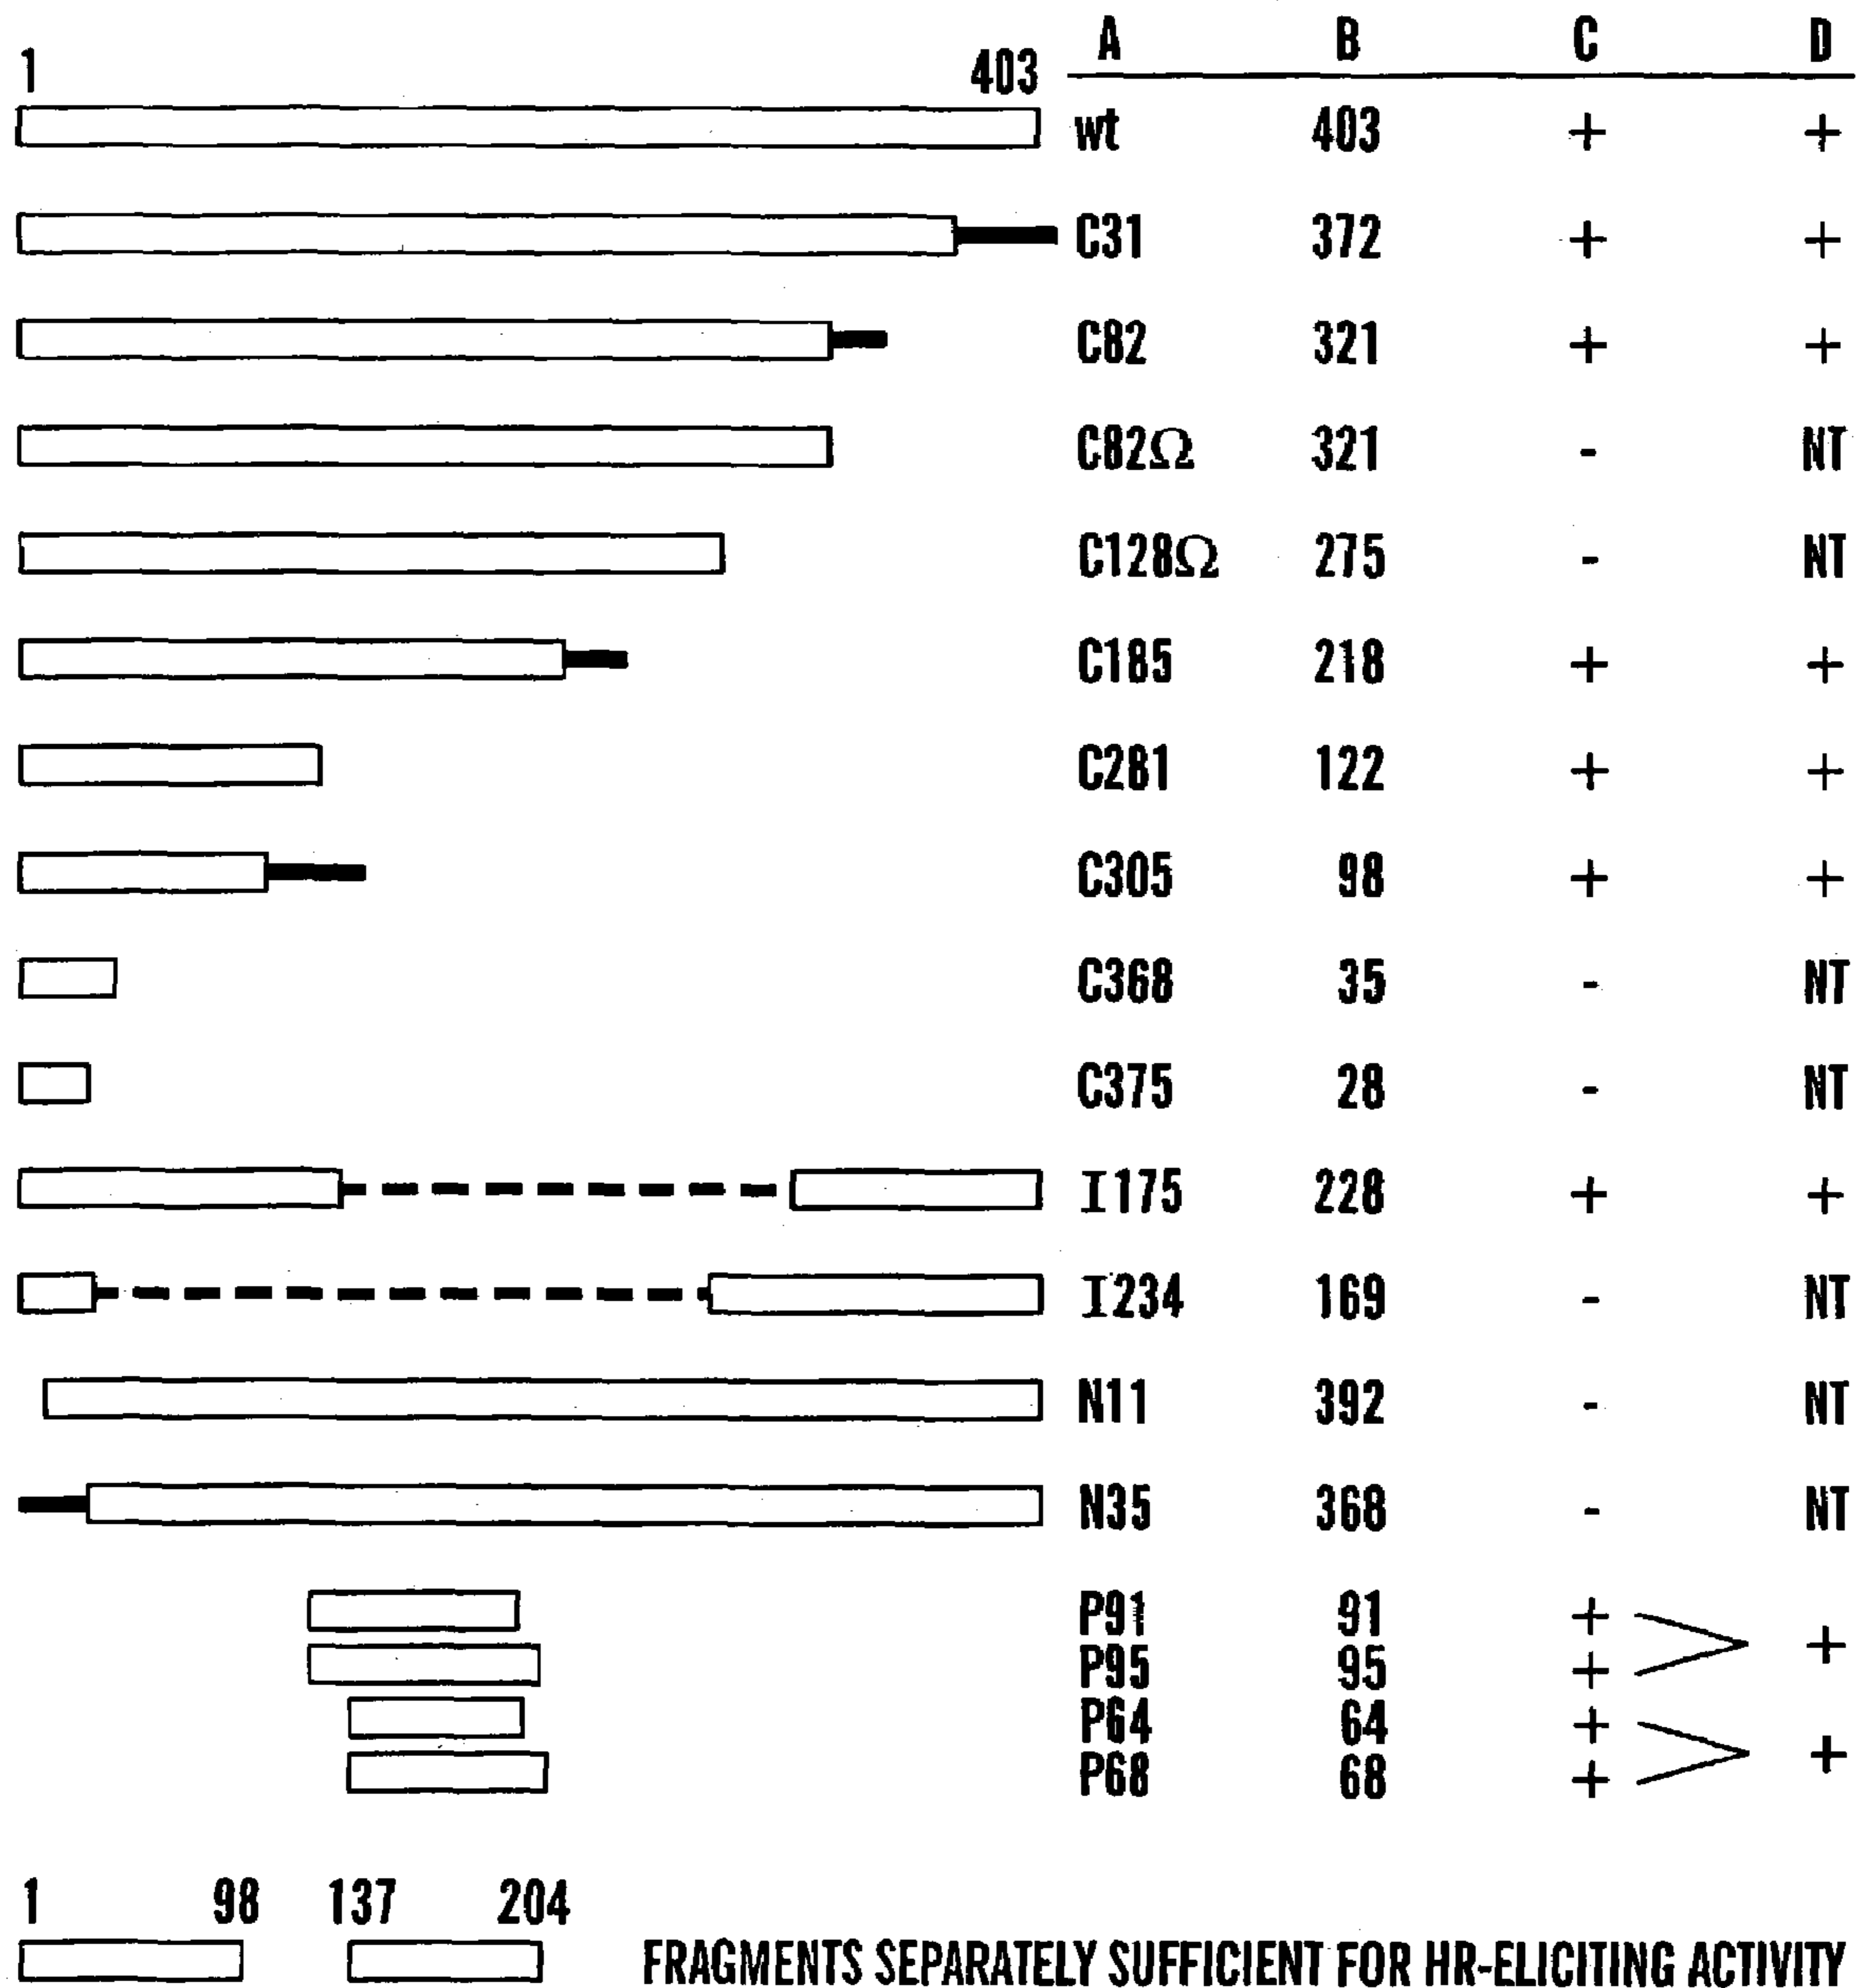 A B C D
1 403
wt 403 + +
C31 372 + +
C82 321 + +
C82Ω 321 - NT
C128Ω 275 - NT
C185 218 + +
C281 122 + +
C305 98 + +
C368 35 - NT
C375 28 - NT
I175 228 + +
I234 169 - NT
N11 392 - NT
N35 368 - NT
P91 91 +
+
P95 95 +
P64 64 +
+
P68 68 +
1 98 137 204
FRAGMENTS SEPARATELY SUFFICIENT FOR HR-ELICITING ACTIVITY